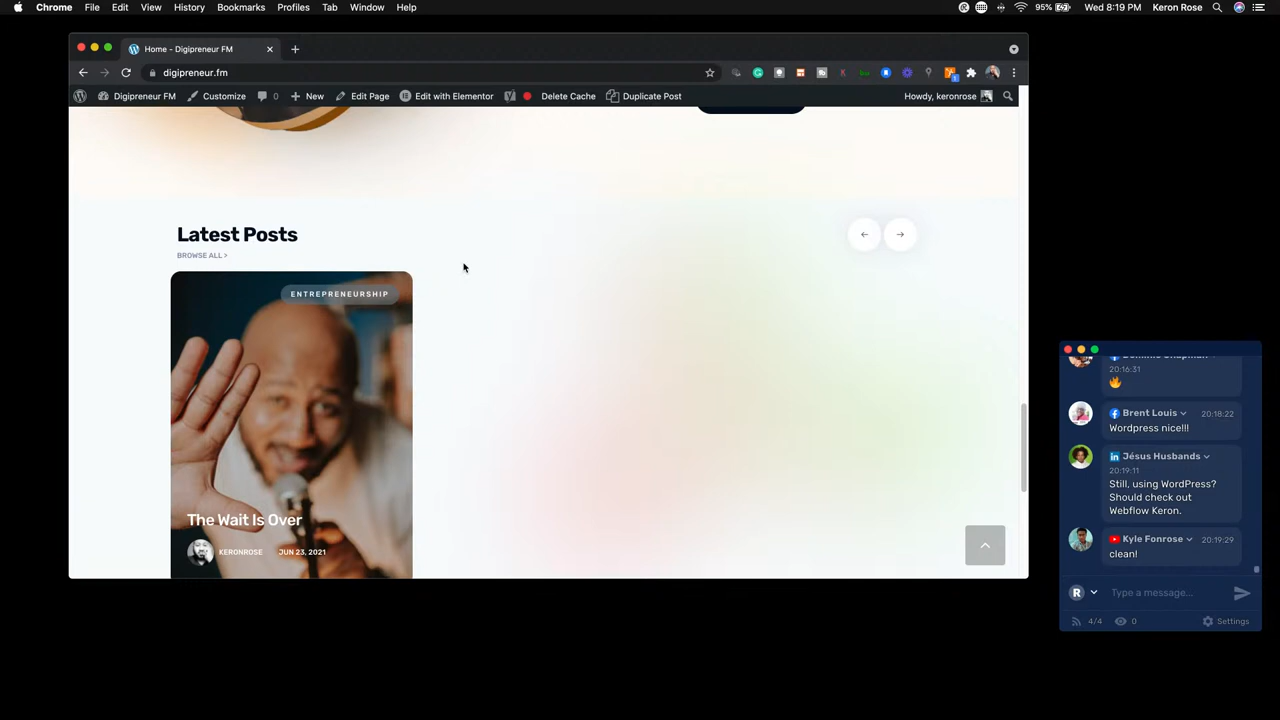 Chrome File Edit View History Bookmarks Profiles Tab Window Help
95% Wed 8:19 PM Keron Rose
Home - Digipreneur FM
digipreneur.fm
Digipreneur FM Customize 0 New Edit Page Edit with Elementor Delete Cache Duplicate Post
Howdy, keronrose
Latest Posts
BROWSE ALL >
ENTREPRENEURSHIP
The Wait Is Over
KERONROSE JUN 23, 2021
20:16:31
Brent Louis 20:18:22
Wordpress nice!!!
Jésus Husbands
20:19:11
Still, using WordPress?
Should check out
Webflow Keron.
Kyle Fonrose 20:19:29
clean!
R Type a message...
4/4 0 Settings